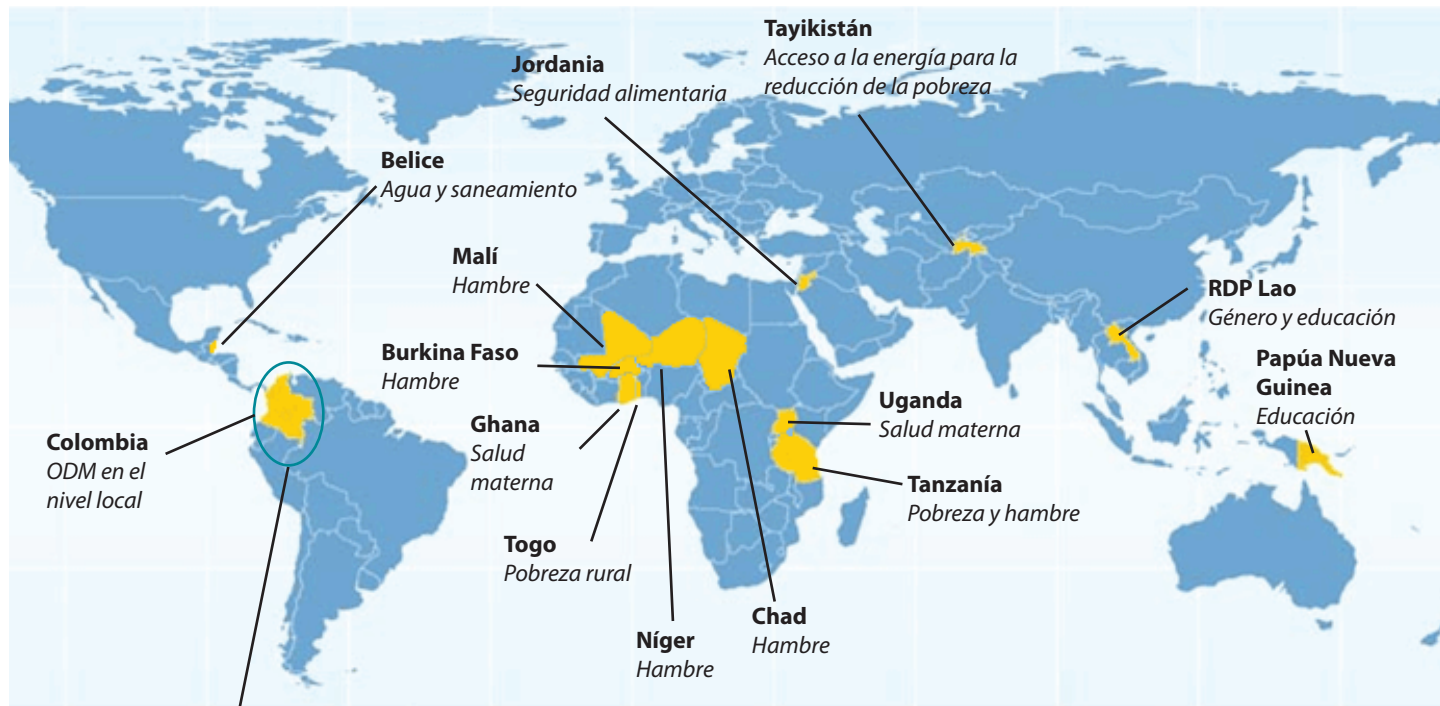 Tayikistán
Acceso a la energía para la
reducción de la pobreza
Jordania
Seguridad alimentaria
Belice
Agua y saneamiento
Malí
Hambre
RDP Lao
Género y educación
Burkina Faso
Hambre
Papúa Nueva
Guinea
Educación
Uganda
Salud materna
Ghana
Salud
materna
Colombia
ODM en el
nivel local
Tanzanía
Pobreza y hambre
Togo
Pobreza rural
Chad
Hambre
Níger
Hambre